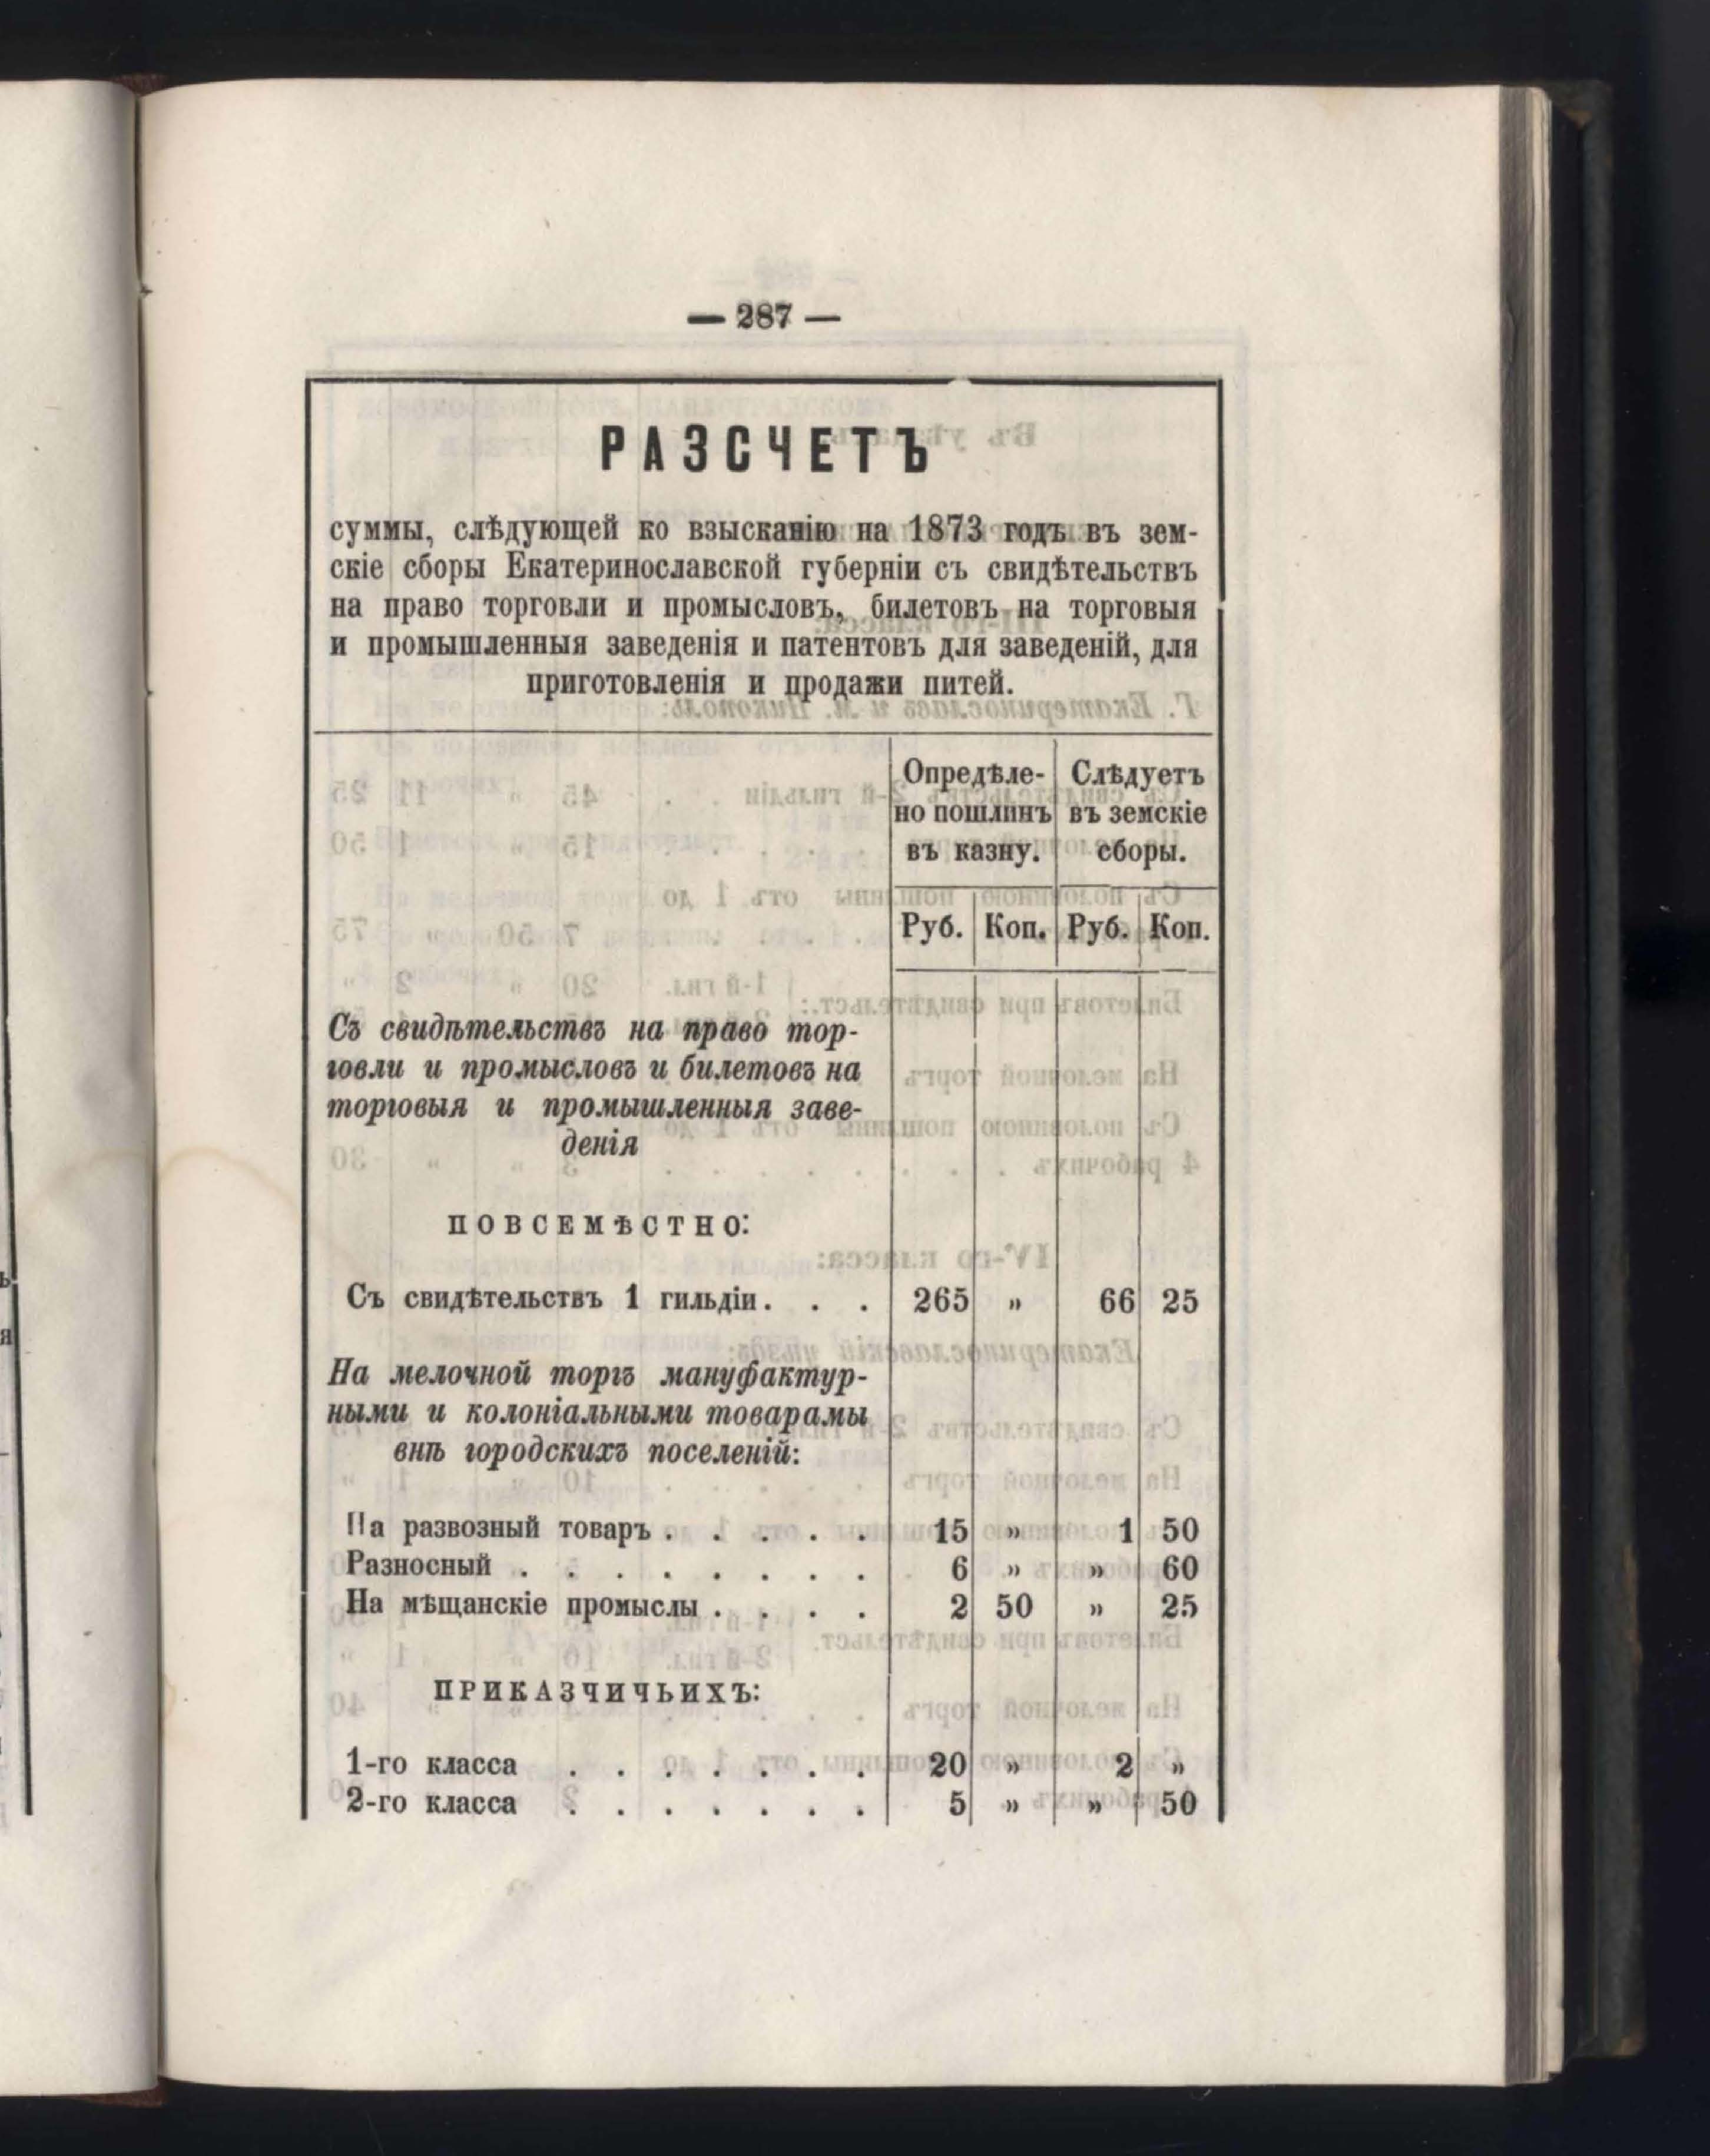 — 287 —
РАЗСЧЕТЪ
суммы, слѣдующей ко взысканію на 1873 годъ въ зем-
скіе сборы Екатеринославской губерніи съ свидѣтельствъ
на право торговли и промысловъ, билетовъ на торговыя
и промышленныя заведенія и патентовъ для заведеній, для
приготовленія и продажи питей.
Опредѣле- Слѣдуетъ
но пошлинъ въ земскіе
въ казну. сборы.
Руб. Коп. Руб. Коп.
Съ свидѣтельствъ на право тор-
говли и промысловъ и билетовъ на
торговыя и промышленныя заве-
денія
ПОВСЕМѢСТНО:
Съ свидѣтельствъ 1 гильдіи. . . 265 » 66 25
На мелочной торгъ мануфактур-
ными и колоніальными товарамы
внѣ городскихъ поселеній:
На развозный товаръ . . . . . 15 » 1 50
Разносный . . . . . . . . 6 » » 60
На мѣщанскіе промыслы . . . . 2 50 » 25
ПРИКАЗЧИЧЬИХЪ:
1-го класса . . . . . . . 20 » 2 »
2-го класса . . . . . . . 5 » » 50